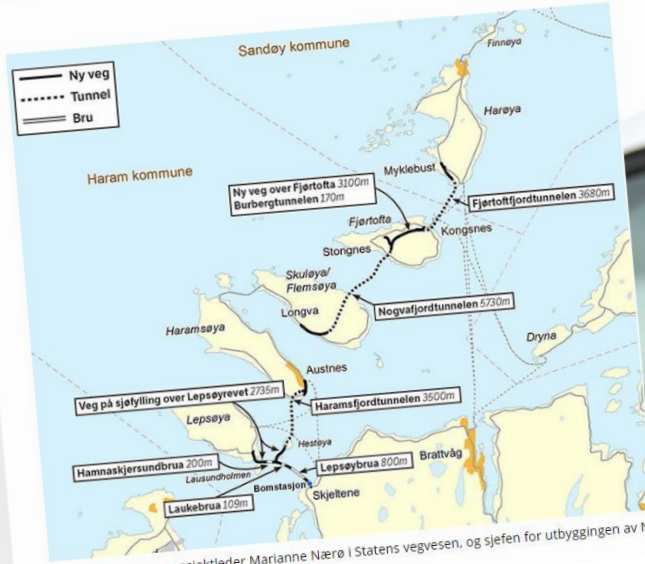 Sandøy kommune
Finnøya
Ny veg
Tunnel
Bru
Harøya
Haram kommune
Myklebust
Ny veg over Fjørtofta 3100m
Burbergtunnelen 170m
Fjørtoftfjordtunnelen 3680m
Fjørtofta
Kongsnes
Stongnes
Skuløya/
Flemsøya
Nogvafjordtunnelen 5730m
Longva
Haramsøya
Dryna
Austnes
Veg på sjøfylling over Lepsøyrevet 2735m
Haramsfjordtunnelen 3500m
Lepsøya
Hestøya
Hamnaskjersundbrua 200m
Lepsøybrua 800m
Brattvåg
Lausundholmen
Bomstasjon
Skjeltene
Laukebrua 109m
Marianne Nærø i Statens vegvesen, og sjefen for utbyggingen av